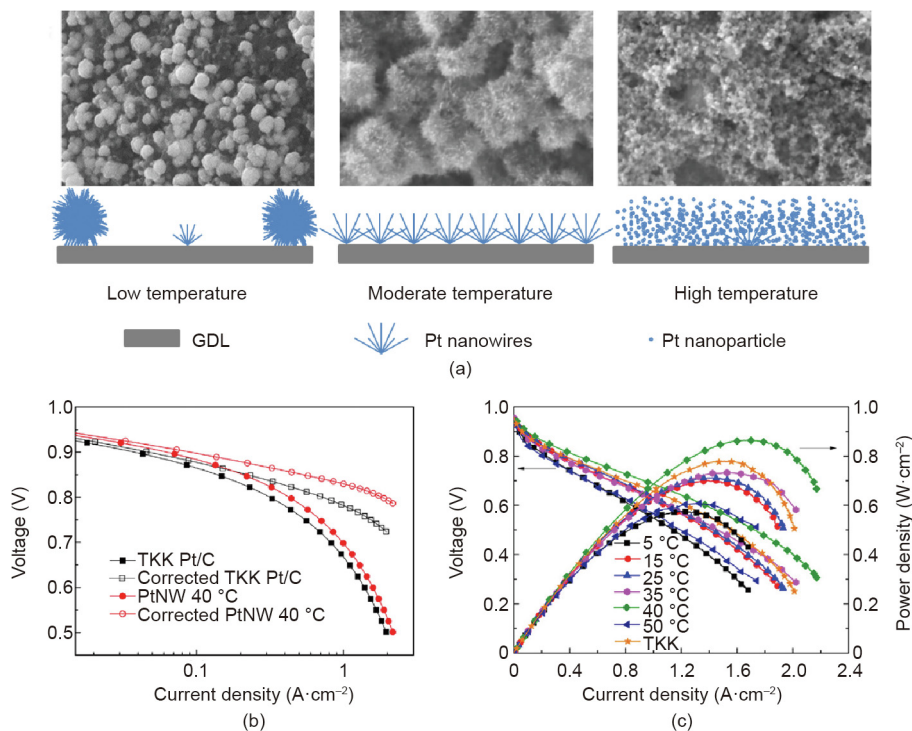 Low temperature
Moderate temperature
High temperature
GDL
Pt nanowires
Pt nanoparticle
(a)
1.0
0.9
0.8
0.7
0.6
0.5
Voltage (V)
TKK Pt/C
Corrected TKK Pt/C
PtNW 40 °C
Corrected PtNW 40 °C
0.1
1
Current density (A·cm⁻²)
(b)
1.0
0.8
0.6
0.4
0.2
0
Voltage (V)
5 °C
15 °C
25 °C
35 °C
40 °C
50 °C
TKK
1.0
0.8
0.6
0.4
0.2
0
Power density (W·cm⁻²)
0
0.4
0.8
1.2
1.6
2.0
2.4
Current density (A·cm⁻²)
(c)